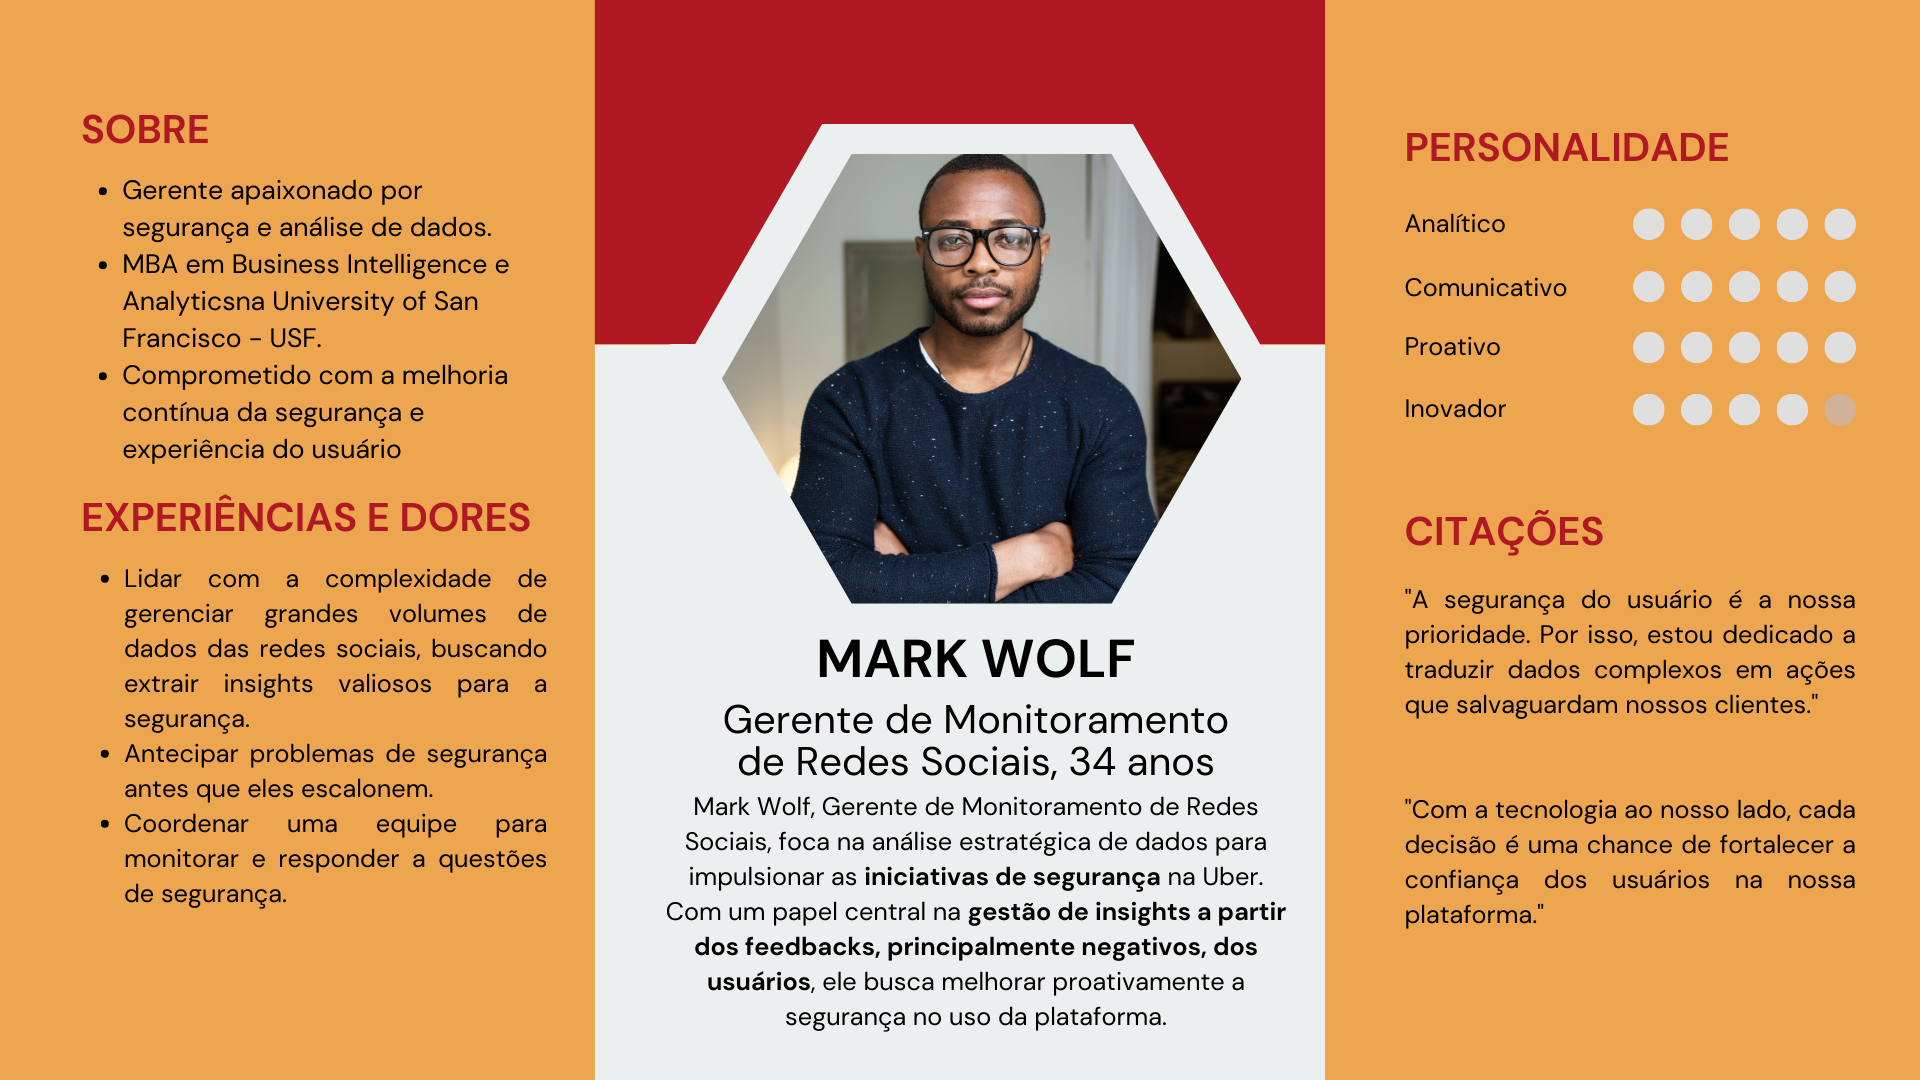 SOBRE
• Gerente apaixonado por
segurança e análise de dados.
• MBA em Business Intelligence e
Analyticsna University of San
Francisco - USF.
• Comprometido com a melhoria
contínua da segurança e
experiência do usuário
EXPERIÊNCIAS E DORES
• Lidar com a complexidade de
gerenciar grandes volumes de
dados das redes sociais, buscando
extrair insights valiosos para a
segurança.
• Antecipar problemas de segurança
antes que eles escalonem.
• Coordenar uma equipe para
monitorar e responder a questões
de segurança.
MARK WOLF
Gerente de Monitoramento
de Redes Sociais, 34 anos
Mark Wolf, Gerente de Monitoramento de Redes
Sociais, foca na análise estratégica de dados para
impulsionar as iniciativas de segurança na Uber.
Com um papel central na gestão de insights a partir
dos feedbacks, principalmente negativos, dos
usuários, ele busca melhorar proativamente a
segurança no uso da plataforma.
PERSONALIDADE
Analítico
Comunicativo
Proativo
Inovador
CITAÇÕES
"A segurança do usuário é a nossa
prioridade. Por isso, estou dedicado a
traduzir dados complexos em ações
que salvaguardam nossos clientes."
"Com a tecnologia ao nosso lado, cada
decisão é uma chance de fortalecer a
confiança dos usuários na nossa
plataforma."